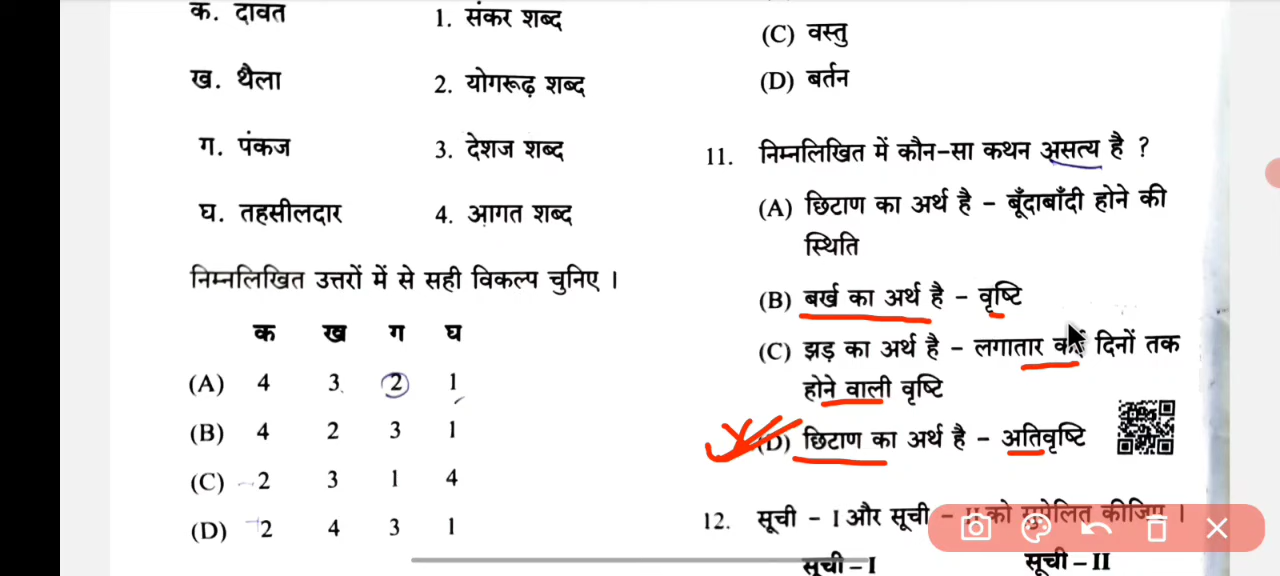 क. दावत 1. संकर शब्द
ख. थैला 2. योगरूढ़ शब्द
ग. पंकज 3. देशज शब्द
घ. तहसीलदार 4. आगत शब्द
निम्नलिखित उत्तरों में से सही विकल्प चुनिए ।
क ख ग घ
(A) 4 3 2 1
(B) 4 2 3 1
(C) 2 3 1 4
(D) 2 4 3 1
(C) वस्तु
(D) बर्तन
11. निम्नलिखित में कौन-सा कथन असत्य है ?
(A) छिटाण का अर्थ है – बूँदाबाँदी होने की
स्थिति
(B) बर्ख का अर्थ है – वृष्टि
(C) झड़ का अर्थ है – लगातार दिनों तक
होने वाली वृष्टि
(D) छिटाण का अर्थ है – अतिवृष्टि
12. सूची – I और सूची – II को सुमेलित कीजिए ।
सूची – I सूची – II